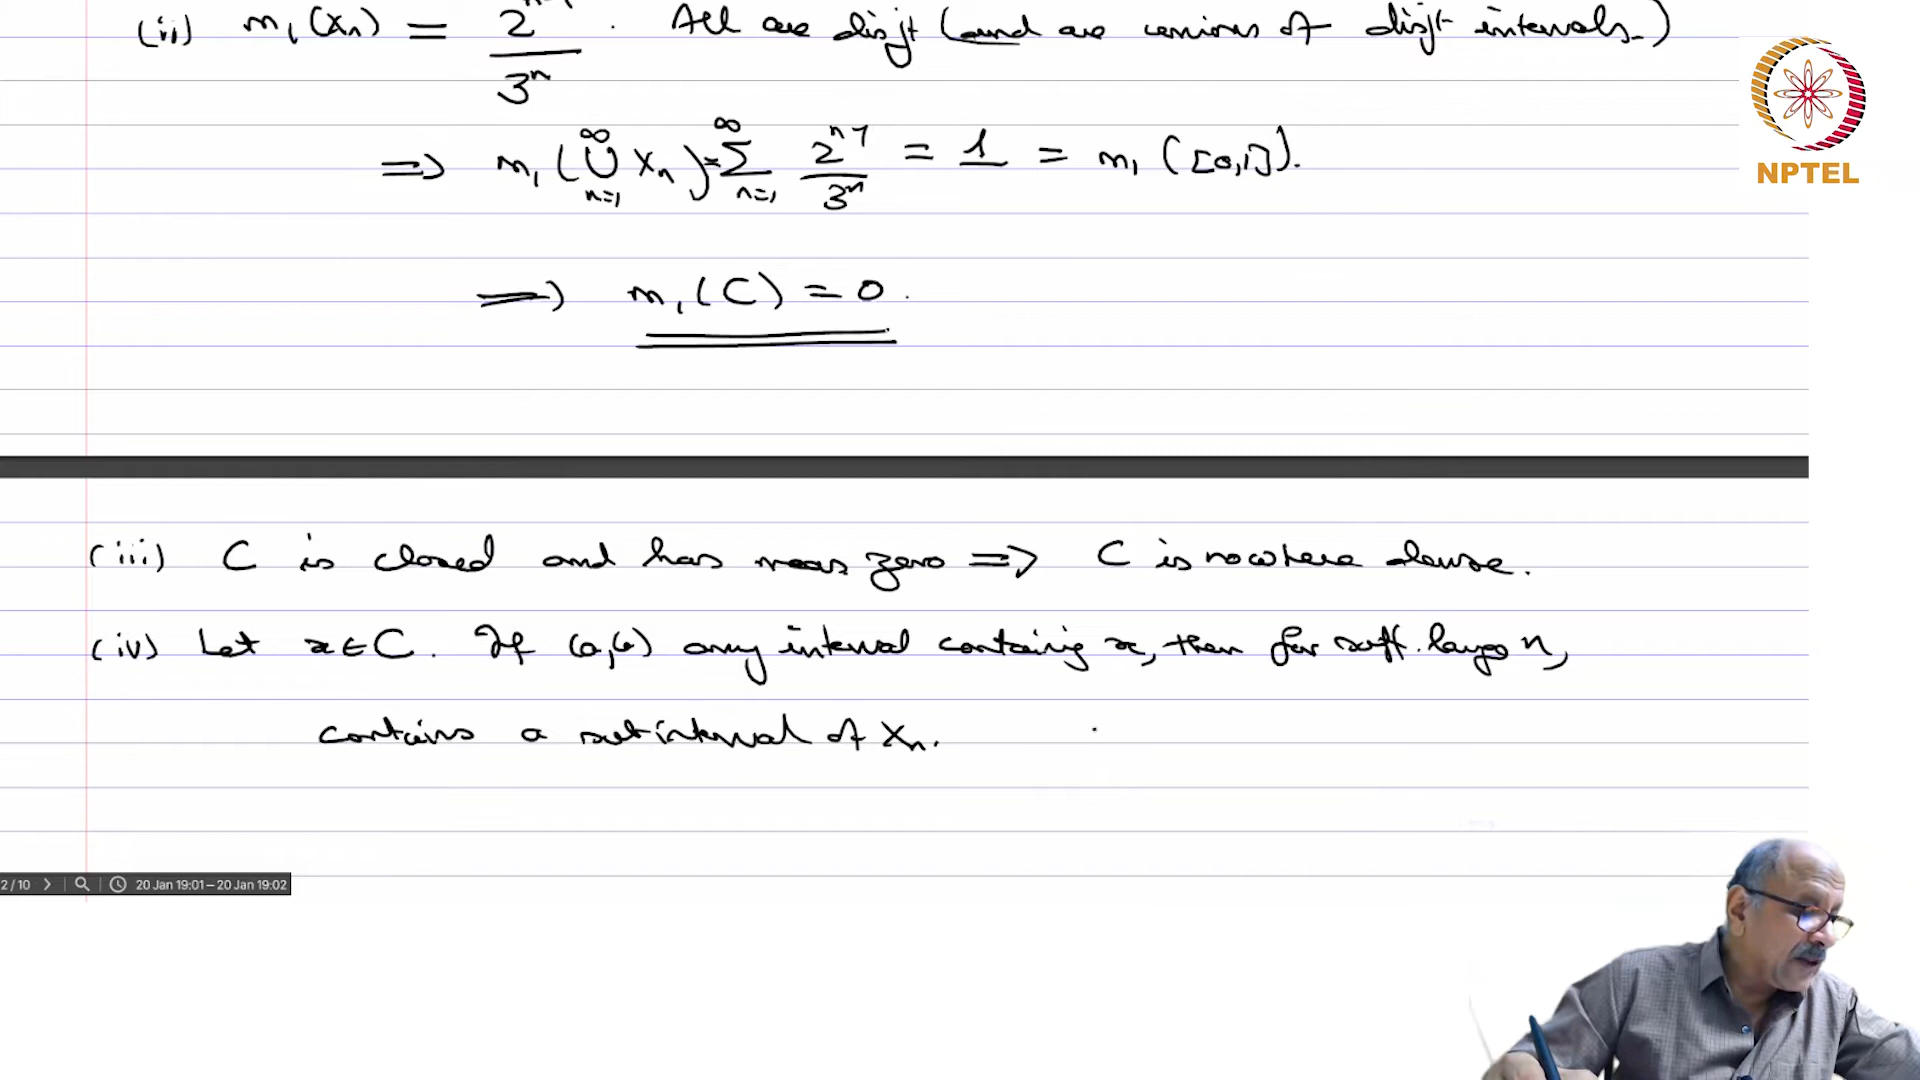 (ii) m₁(Xₙ) = 2ⁿ⁻¹/3ⁿ . All are disjt (and are unions of disjt intervals.)
NPTEL
=> m₁(∪_{n=1}^∞ Xₙ) = Σ_{n=1}^∞ 2ⁿ⁻¹/3ⁿ = 1 = m₁([0,1]).
=> m₁(C) = 0.
(iii) C is closed and has meas zero => C is nowhere dense.
(iv) Let x∈C. If (a,b) any interval containing x, then for suff. large n,
contains a subinterval of Xₙ.
2/10 20 Jan 19:01 – 20 Jan 19:02